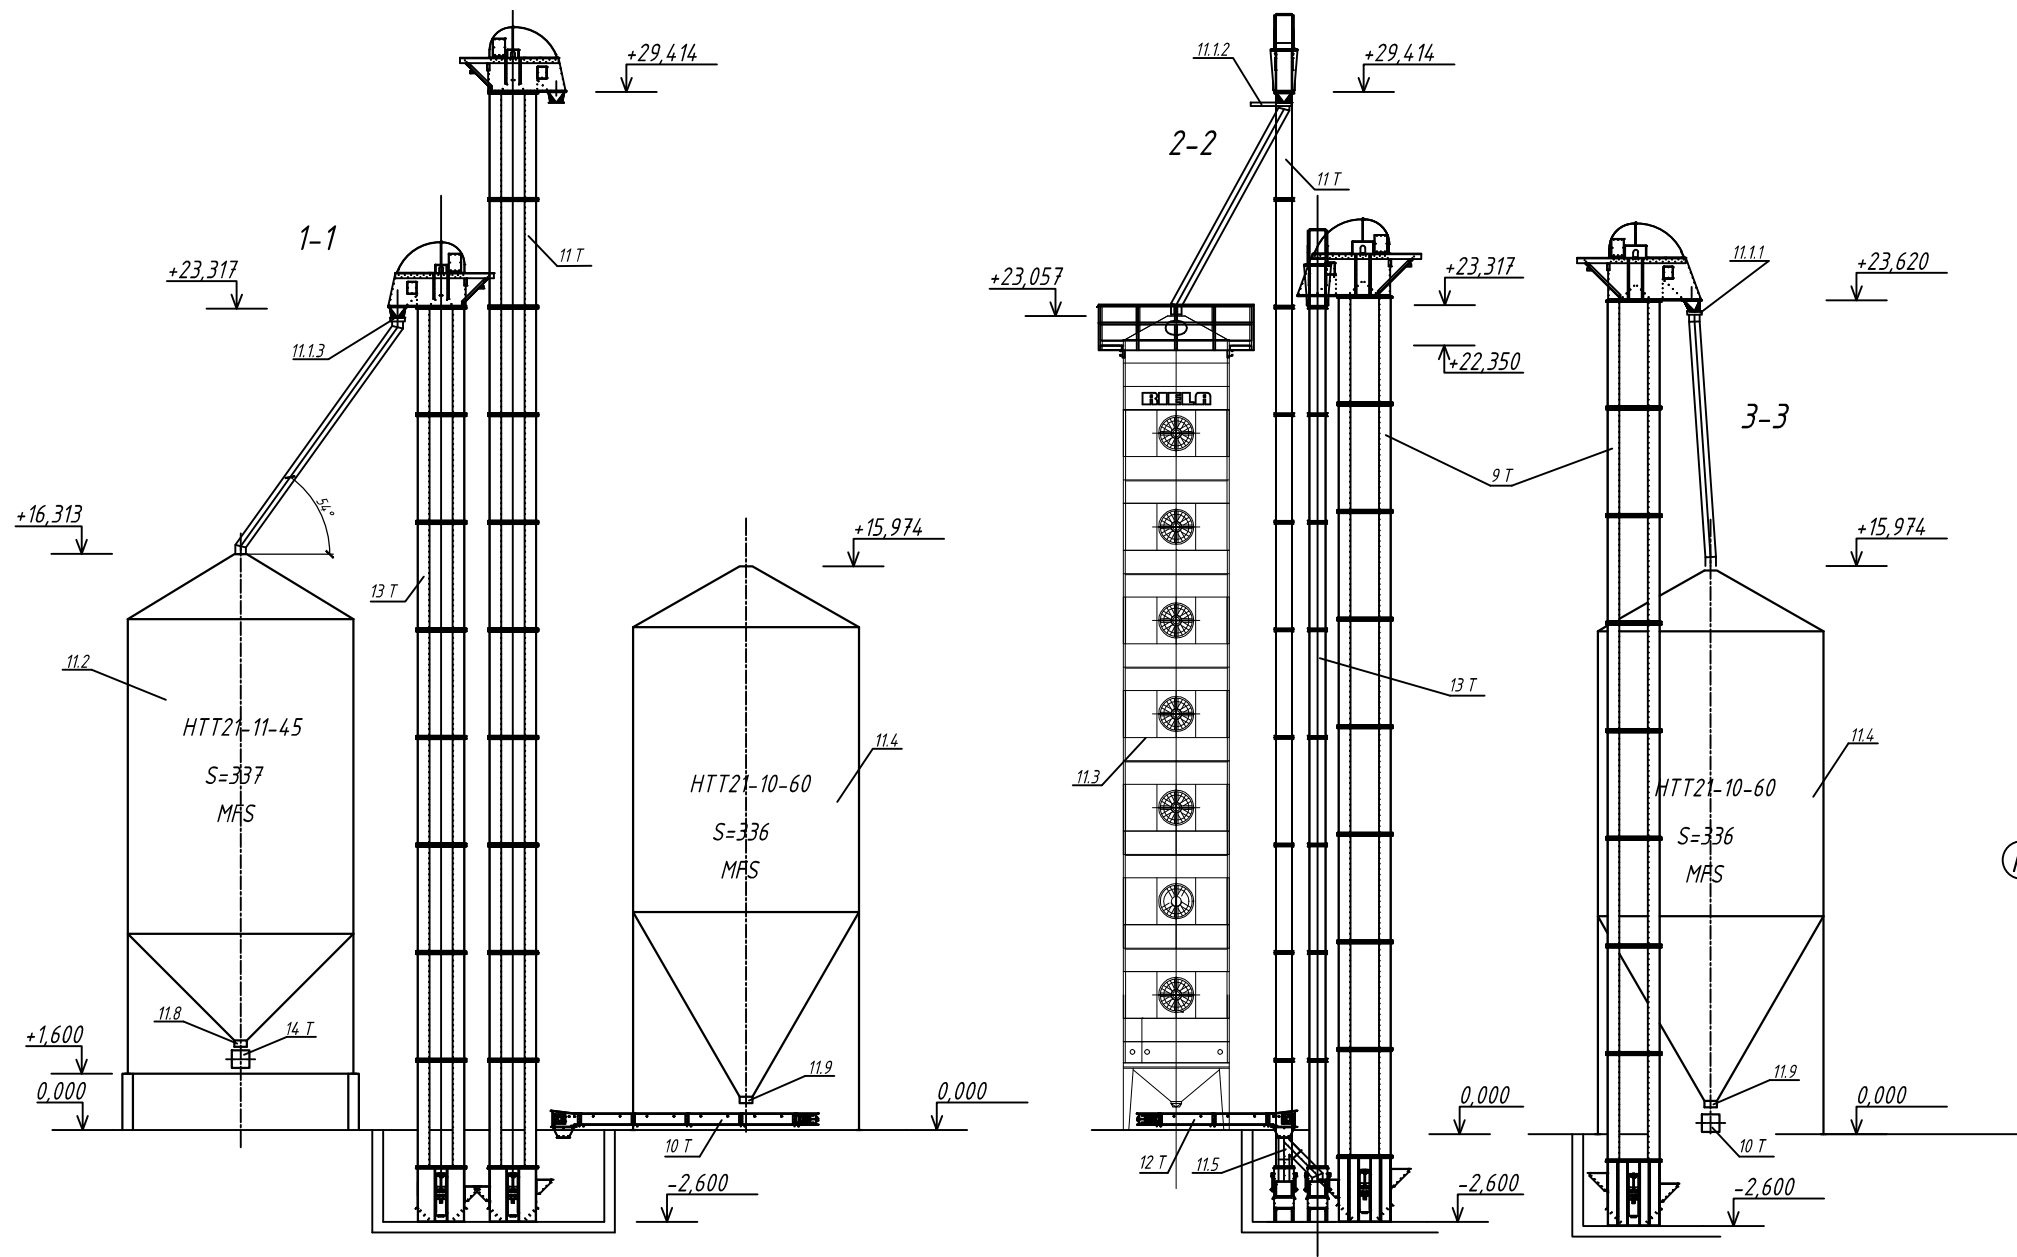 +29,414
11 T
1-1
+23,317
11.1.3
54°
+16,313
13 T
+15,974
11.2
HTT21-11-45
S=337
MFS
11.4
HTT21-10-60
S=336
MFS
11.8
14 T
+1,600
0,000
11.9
0,000
10 T
-2,600
11.1.2
+29,414
2-2
11 T
+23,057
+23,317
+22,350
RIELA
9 T
13 T
11.3
0,000
12 T
11.5
-2,600
11.1.1
+23,620
3-3
+15,974
11.4
HTT21-10-60
S=336
MFS
11.9
0,000
10 T
-2,600